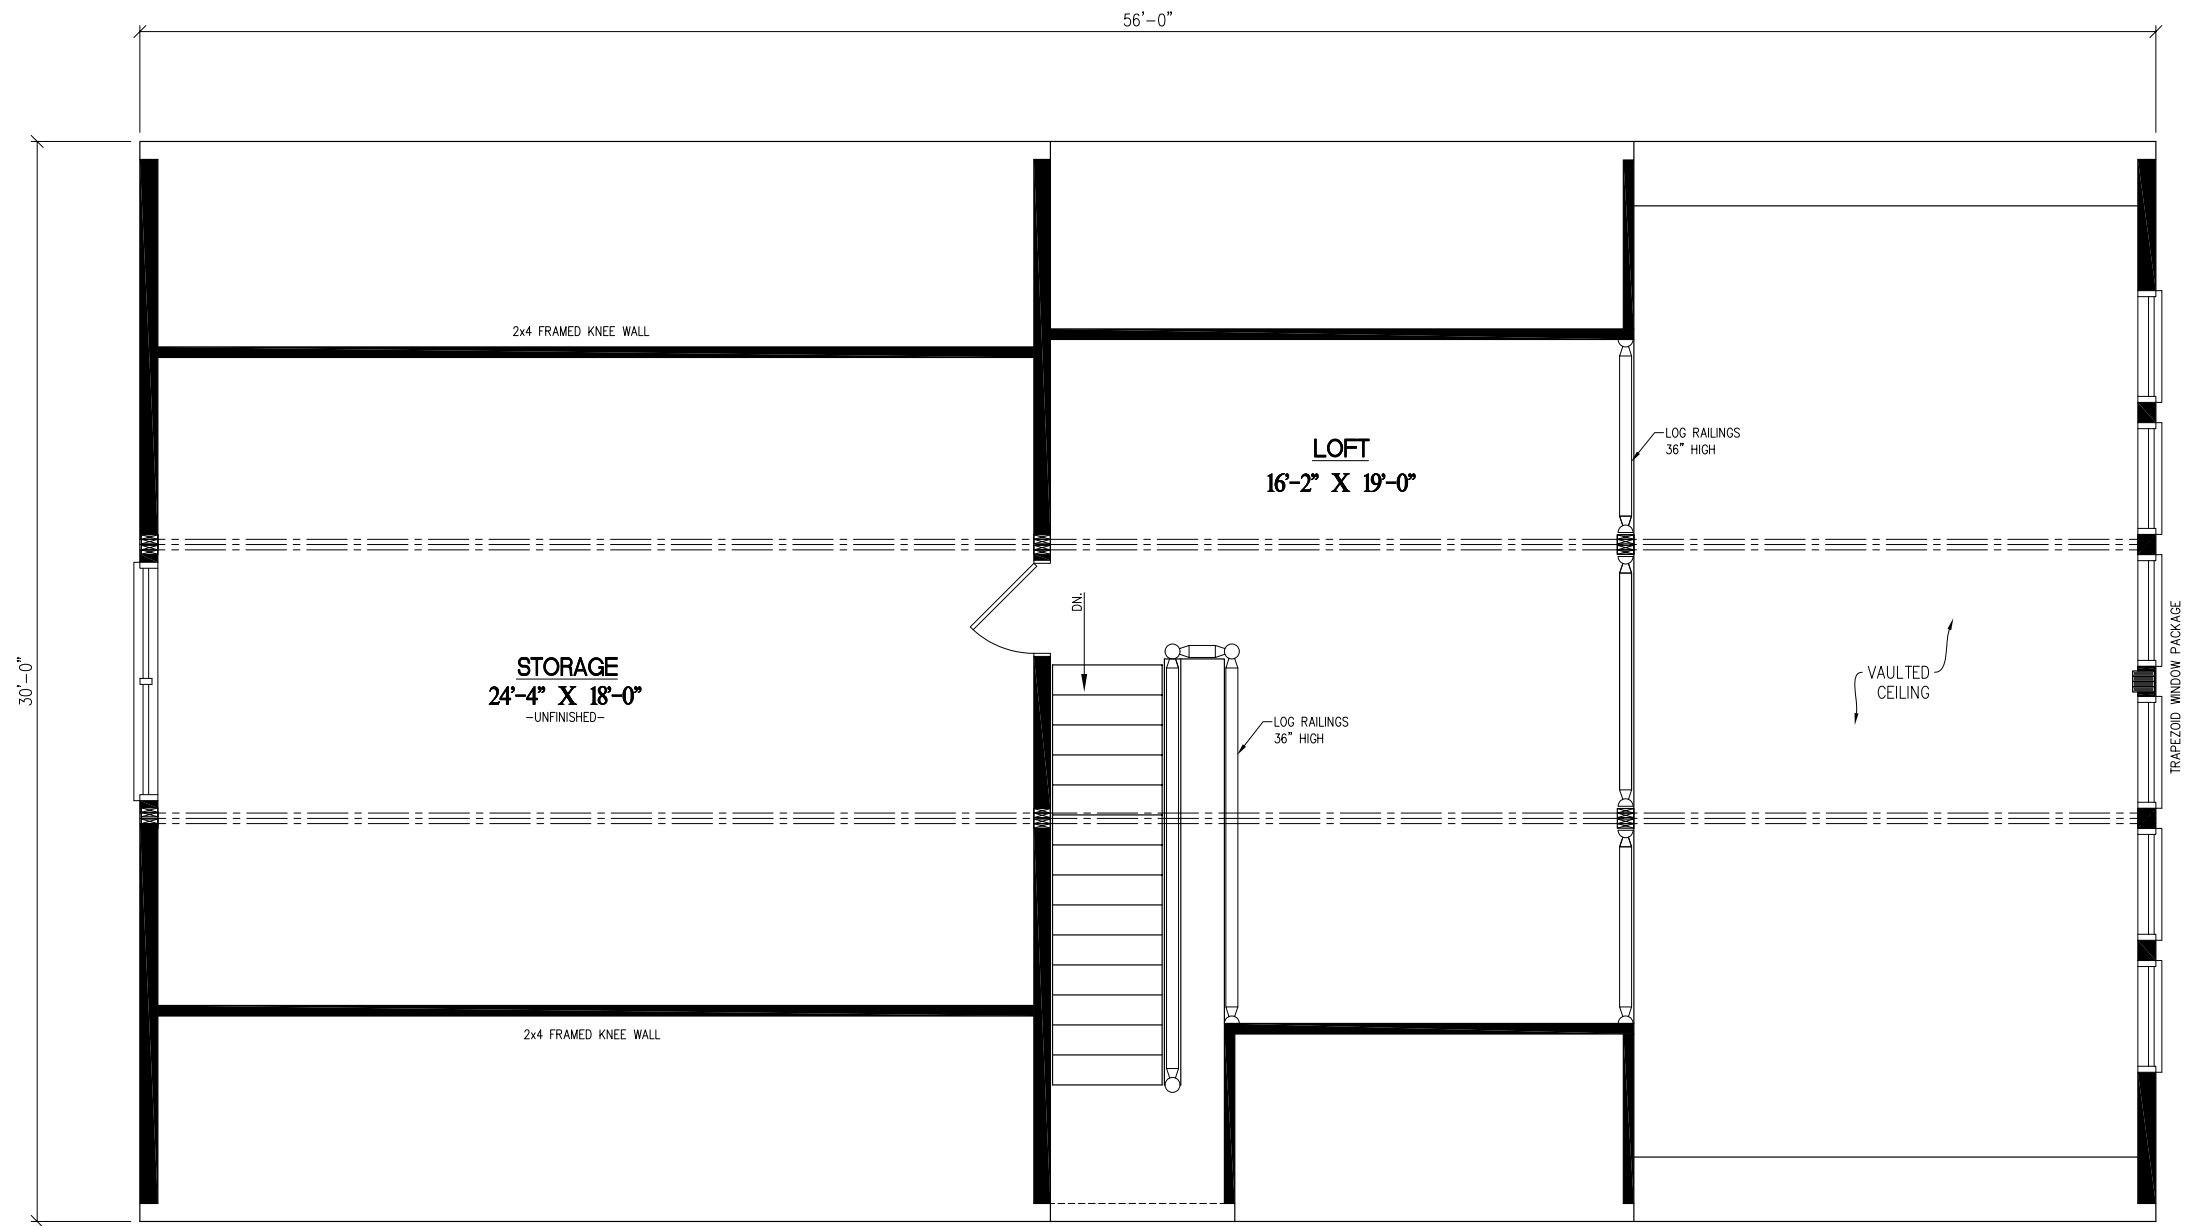 56'-0"
2x4 FRAMED KNEE WALL
LOFT
16'-2" X 19'-0"
LOG RAILINGS
36" HIGH
DN.
30'-0"
STORAGE
24'-4" X 18'-0"
-UNFINISHED-
LOG RAILINGS
36" HIGH
VAULTED
CEILING
TRAPEZOID WINDOW PACKAGE
2x4 FRAMED KNEE WALL